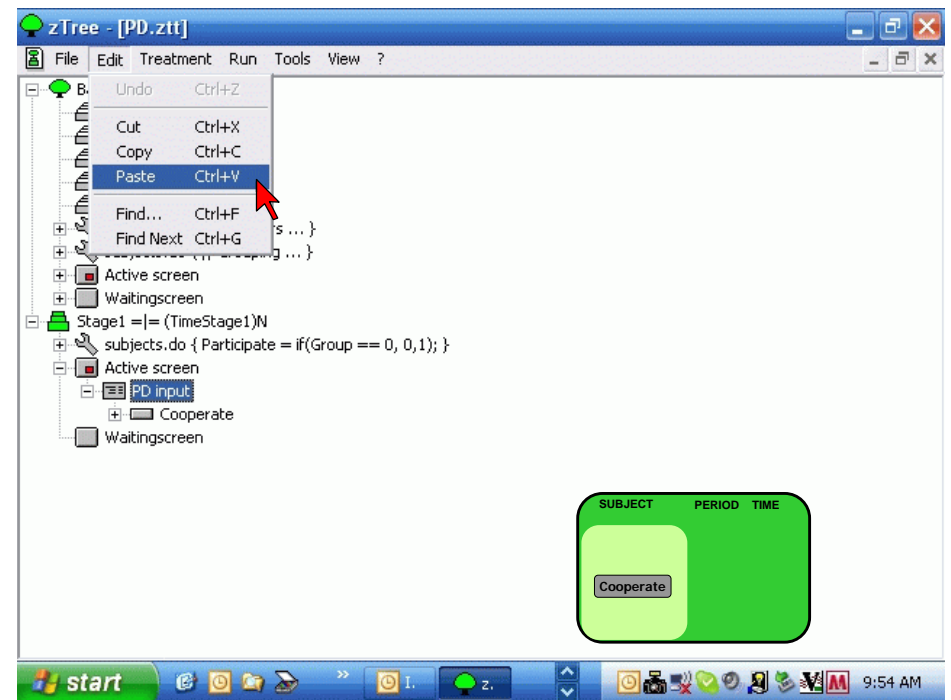 zTree - [PD.ztt]
File Edit Treatment Run Tools View ?
B
Undo Ctrl+Z
Cut Ctrl+X
Copy Ctrl+C
Paste Ctrl+V
Find... Ctrl+F
Find Next Ctrl+G
s ... }
... }
Active screen
Waitingscreen
Stage1 =|= (TimeStage1)N
subjects.do { Participate = if(Group == 0, 0,1); }
Active screen
PD input
Cooperate
Waitingscreen
SUBJECT PERIOD TIME
Cooperate
start » I. z. 9:54 AM